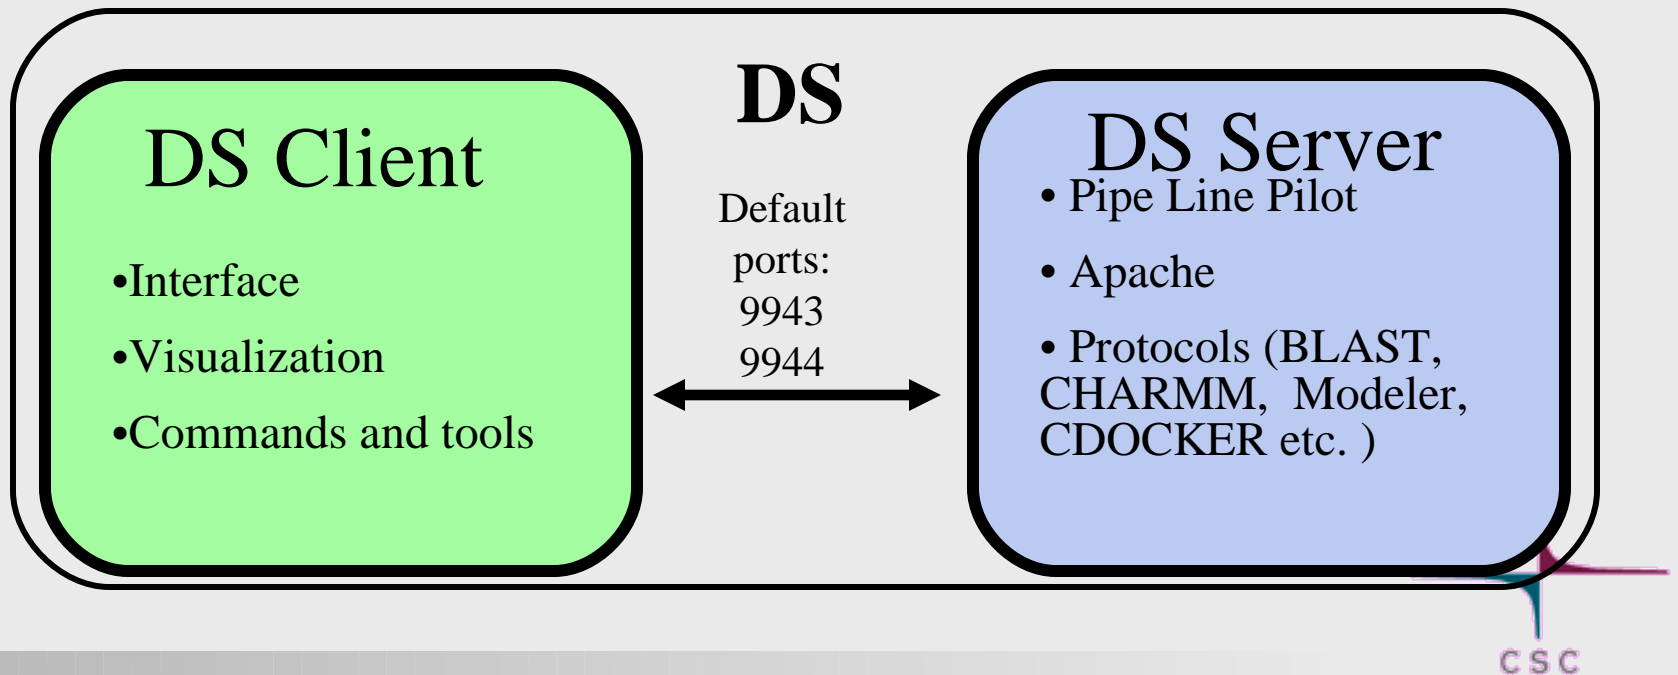 DS
DS Client
•Interface
•Visualization
•Commands and tools
Default
ports:
9943
9944
DS Server
• Pipe Line Pilot
• Apache
• Protocols (BLAST,
CHARMM, Modeler,
CDOCKER etc. )
CSC